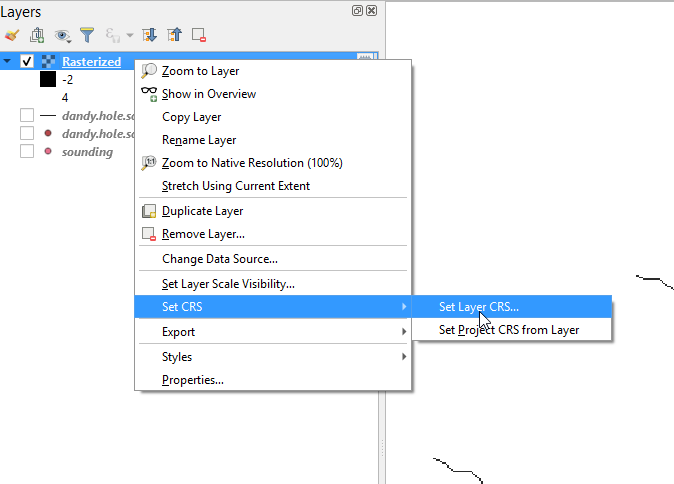 Layers
Rasterized
-2
4
dandy.hole.so
dandy.hole.so
sounding
Zoom to Layer
Show in Overview
Copy Layer
Rename Layer
Zoom to Native Resolution (100%)
Stretch Using Current Extent
Duplicate Layer
Remove Layer...
Change Data Source...
Set Layer Scale Visibility...
Set CRS
Export
Styles
Properties...
Set Layer CRS...
Set Project CRS from Layer